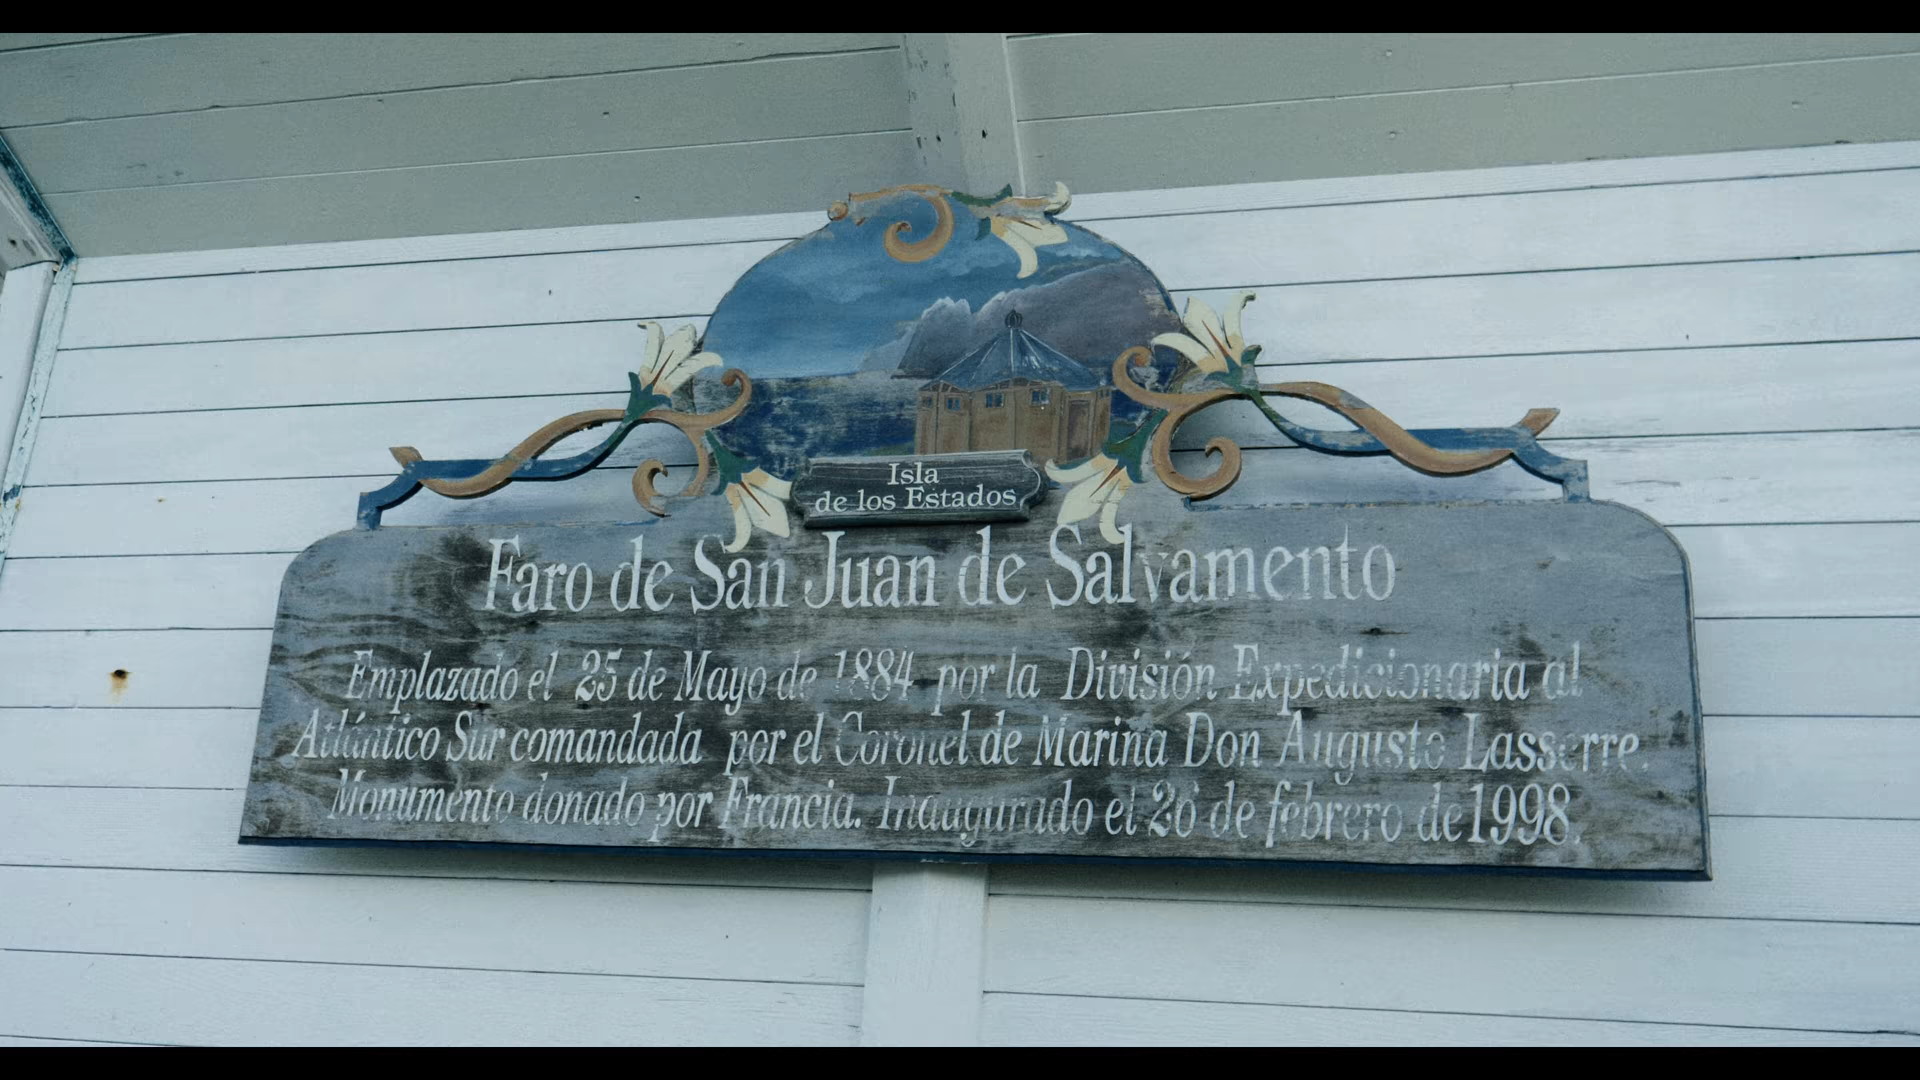 Isla
de los Estados
Faro de San Juan de Salvamento
Emplazado el 25 de Mayo de 1884 por la División Expedicionaria al
Atlántico Sur comandada por el Coronel de Marina Don Augusto Lasserre.
Monumento donado por Francia. Inaugurado el 26 de febrero de 1998.